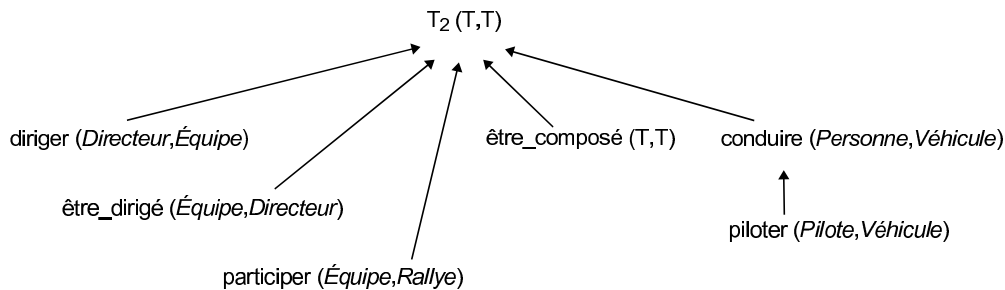 T₂ (T,T)
diriger (Directeur,Équipe)
être_composé (T,T)
conduire (Personne,Véhicule)
être_dirigé (Équipe,Directeur)
piloter (Pilote,Véhicule)
participer (Équipe,Rallye)